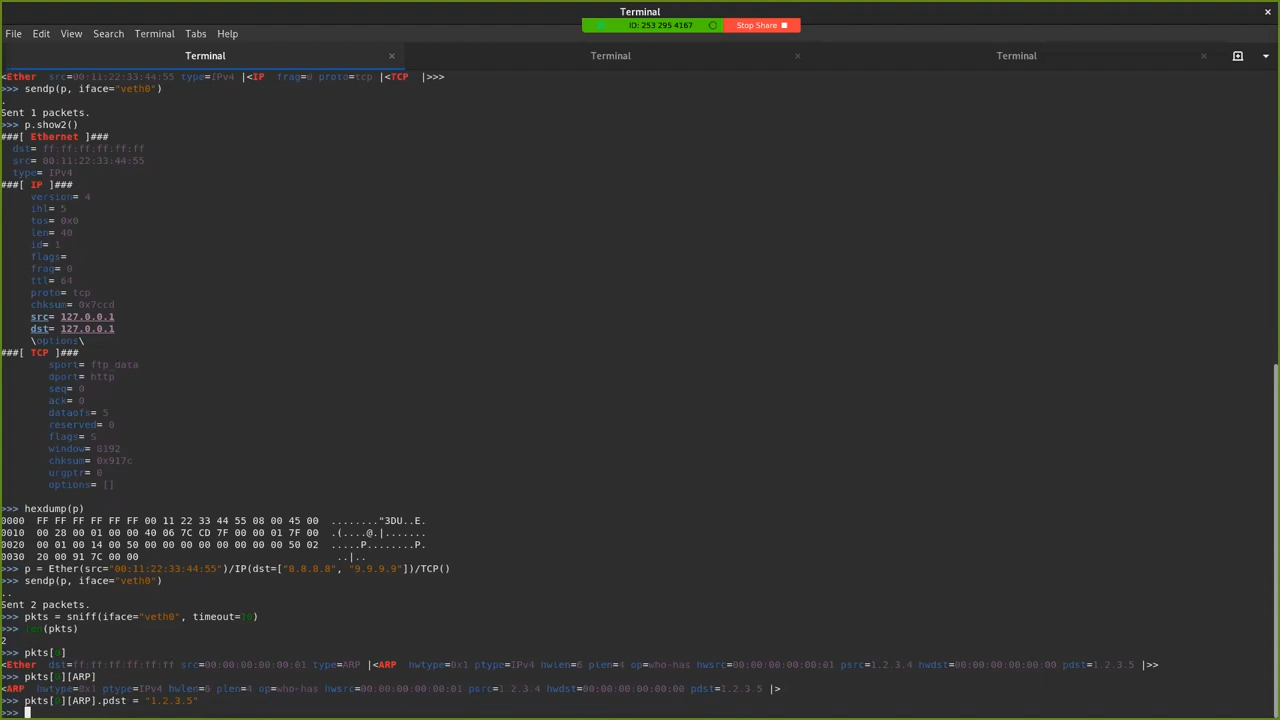 Terminal
ID: 253 295 4167 Stop Share
File Edit View Search Terminal Tabs Help
Terminal Terminal Terminal
<Ether  src=00:11:22:33:44:55 type=IPv4 |<IP  frag=0 proto=tcp |<TCP  |>>>
>>> sendp(p, iface="veth0")
.
Sent 1 packets.
>>> p.show2()
###[ Ethernet ]###
  dst= ff:ff:ff:ff:ff:ff
  src= 00:11:22:33:44:55
  type= IPv4
###[ IP ]###
     version= 4
     ihl= 5
     tos= 0x0
     len= 40
     id= 1
     flags=
     frag= 0
     ttl= 64
     proto= tcp
     chksum= 0x7ccd
     src= 127.0.0.1
     dst= 127.0.0.1
     \options\
###[ TCP ]###
        sport= ftp_data
        dport= http
        seq= 0
        ack= 0
        dataofs= 5
        reserved= 0
        flags= S
        window= 8192
        chksum= 0x917c
        urgptr= 0
        options= []
>>> hexdump(p)
0000  FF FF FF FF FF FF 00 11 22 33 44 55 08 00 45 00  ........"3DU..E.
0010  00 28 00 01 00 00 40 06 7C CD 7F 00 00 01 7F 00  .(....@.|.......
0020  00 01 00 14 00 50 00 00 00 00 00 00 00 00 50 02  .....P........P.
0030  20 00 91 7C 00 00                                 ..|..
>>> p = Ether(src="00:11:22:33:44:55")/IP(dst=["8.8.8.8", "9.9.9.9"])/TCP()
>>> sendp(p, iface="veth0")
..
Sent 2 packets.
>>> pkts = sniff(iface="veth0", timeout=10)
>>> len(pkts)
2
>>> pkts[0]
<Ether  dst=ff:ff:ff:ff:ff:ff src=00:00:00:00:00:01 type=ARP |<ARP  hwtype=0x1 ptype=IPv4 hwlen=6 plen=4 op=who-has hwsrc=00:00:00:00:00:01 psrc=1.2.3.4 hwdst=00:00:00:00:00:00 pdst=1.2.3.5 |>>
>>> pkts[0][ARP]
<ARP  hwtype=0x1 ptype=IPv4 hwlen=6 plen=4 op=who-has hwsrc=00:00:00:00:00:01 psrc=1.2.3.4 hwdst=00:00:00:00:00:00 pdst=1.2.3.5 |>
>>> pkts[0][ARP].pdst = "1.2.3.5"
>>>